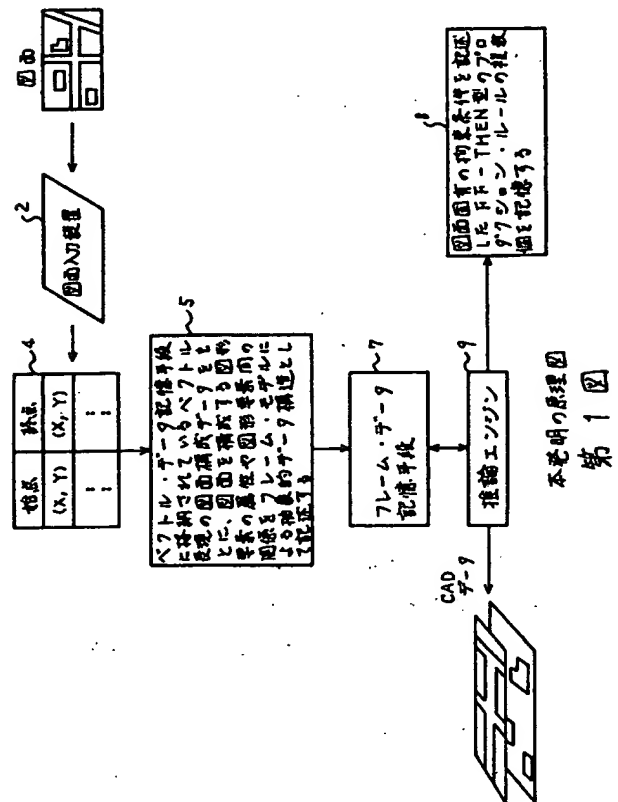 図面
2
図面入力装置
4
始点 終点
(X, Y) (X, Y)
: :
5
ベクトル・データ記憶手段
に格納されているベクトル
表現の図面構成データをも
とに、図面を構成する図形
要素の属性や図形要素間の
関係をフレーム・モデルに
よる抽象的データ構造とし
て記述する
7
フレーム・データ
記憶手段
9
推論エンジン
8
図面固有の拘束条件を記述
した IF-THEN型のプロ
ダクション・ルールの複数
個を記憶する
CAD
データ
本発明の原理図
第 1 図